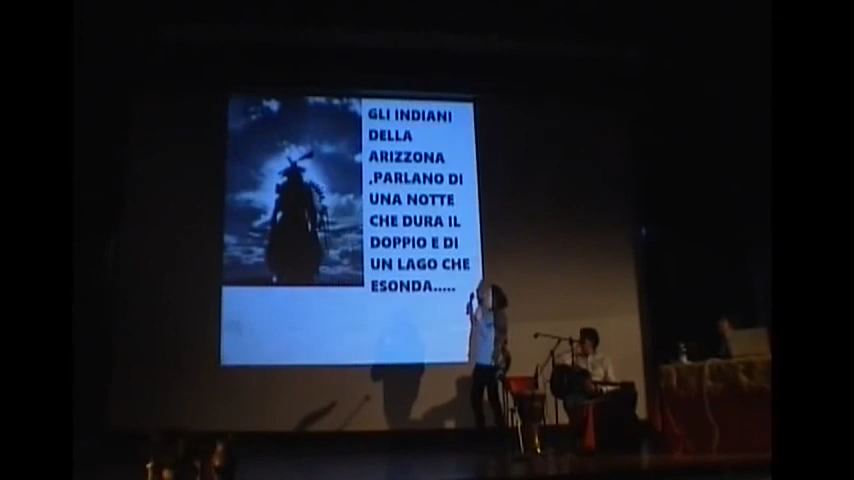 GLI INDIANI
DELLA
ARIZZONA
,PARLANO DI
UNA NOTTE
CHE DURA IL
DOPPIO E DI
UN LAGO CHE
ESONDA.....